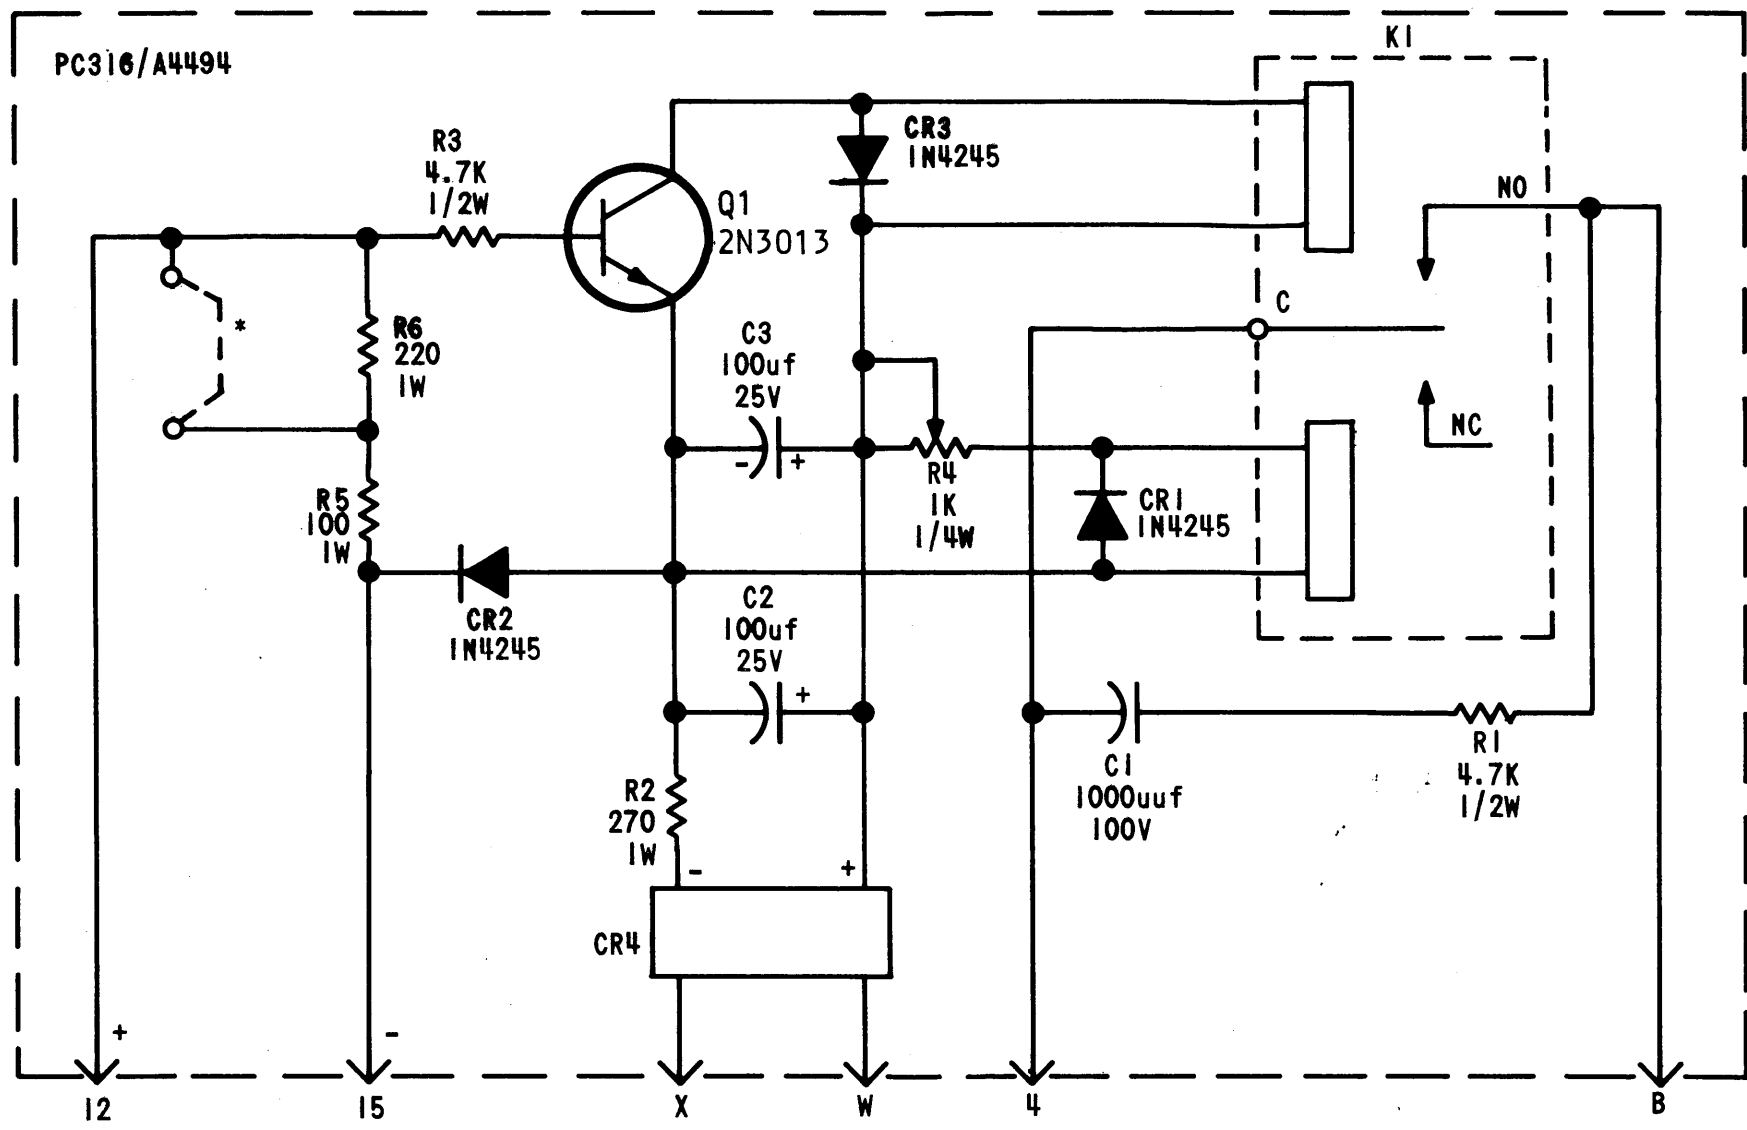 PC316/A4494
K1
R3
4.7K
1/2W
CR3
1N4245
Q1
2N3013
NO
C
*
R6
220
1W
C3
100uf
25V
- +
NC
R4
1K
1/4W
R5
100
1W
CR1
1N4245
CR2
1N4245
C2
100uf
25V
+
R2
270
1W
C1
1000uuf
100V
R1
4.7K
1/2W
- +
CR4
+ -
12 15 X W 4 B